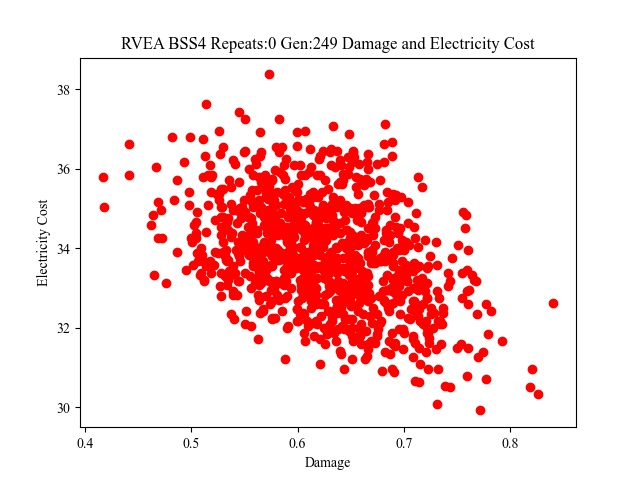 RVEA BSS4 Repeats:0 Gen:249 Damage and Electricity Cost
38
36
34
32
30
Electricity Cost
0.4 0.5 0.6 0.7 0.8
Damage